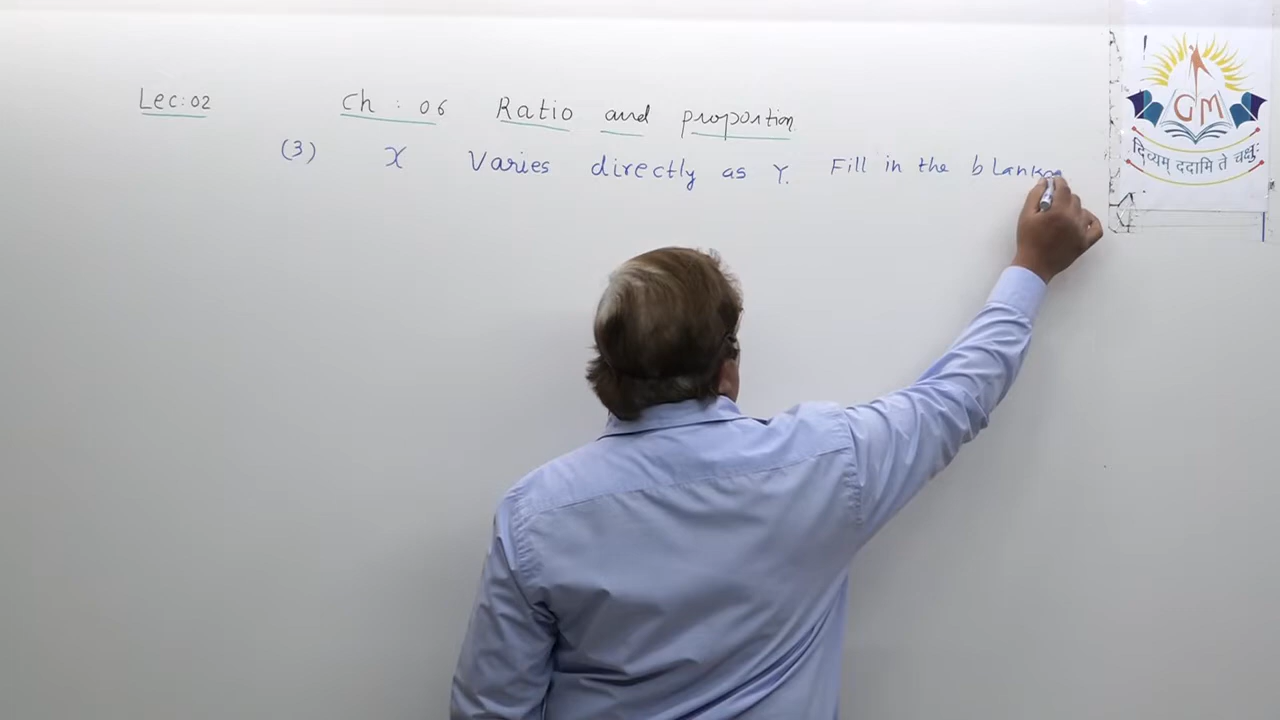 Lec:02 Ch : 06 Ratio and proportion
(3) X Varies directly as Y. Fill in the blanks
GM
दिव्यम् ददामि ते चक्षुः